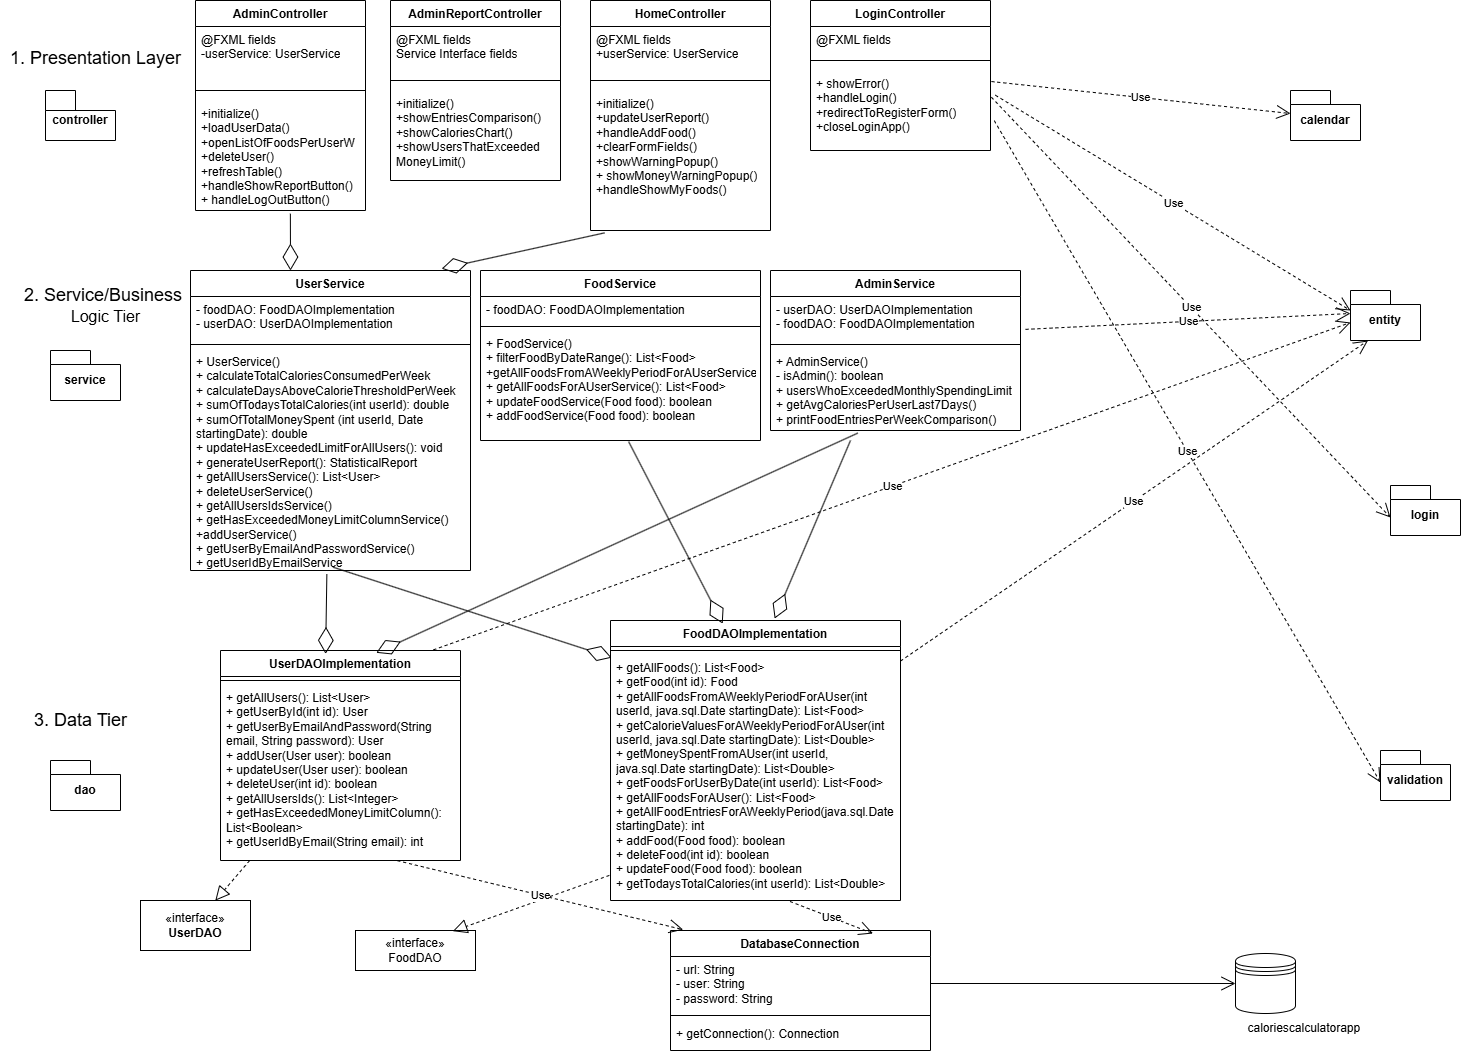 AdminController
@FXML fields
-userService: UserService
+initialize()
+loadUserData()
+openListOfFoodsPerUserW
+deleteUser()
+refreshTable()
+handleShowReportButton()
+ handleLogOutButton()
AdminReportController
@FXML fields
Service Interface fields
+initialize()
+showEntriesComparison()
+showCaloriesChart()
+showUsersThatExceeded
MoneyLimit()
HomeController
@FXML fields
+userService: UserService
+initialize()
+updateUserReport()
+handleAddFood()
+clearFormFields()
+showWarningPopup()
+ showMoneyWarningPopup()
+handleShowMyFoods()
LoginController
@FXML fields
+ showError()
+handleLogin()
+redirectToRegisterForm()
+closeLoginApp()
1. Presentation Layer
controller
Use
calendar
Use
2. Service/Business
Logic Tier
service
UserService
- foodDAO: FoodDAOImplementation
- userDAO: UserDAOImplementation
+ UserService()
+ calculateTotalCaloriesConsumedPerWeek
+ calculateDaysAboveCalorieThresholdPerWeek
+ sumOfTodaysTotalCalories(int userId): double
+ sumOfTotalMoneySpent (int userId, Date
startingDate): double
+ updateHasExceededLimitForAllUsers(): void
+ generateUserReport(): StatisticalReport
+ getAllUsersService(): List<User>
+ deleteUserService()
+ getAllUsersIdsService()
+ getHasExceededMoneyLimitColumnService()
+addUserService()
+ getUserByEmailAndPasswordService()
+ getUserIdByEmailService
FoodService
- foodDAO: FoodDAOImplementation
+ FoodService()
+ filterFoodByDateRange(): List<Food>
+getAllFoodsFromAWeeklyPeriodForAUserService
+ getAllFoodsForAUserService(): List<Food>
+ updateFoodService(Food food): boolean
+ addFoodService(Food food): boolean
AdminService
- userDAO: UserDAOImplementation
- foodDAO: FoodDAOImplementation
+ AdminService()
- isAdmin(): boolean
+ usersWhoExceededMonthlySpendingLimit
+ getAvgCaloriesPerUserLast7Days()
+ printFoodEntriesPerWeekComparison()
Use
Use
entity
Use
Use
Use
login
3. Data Tier
dao
UserDAOImplementation
+ getAllUsers(): List<User>
+ getUserById(int id): User
+ getUserByEmailAndPassword(String
email, String password): User
+ addUser(User user): boolean
+ updateUser(User user): boolean
+ deleteUser(int id): boolean
+ getAllUsersIds(): List<Integer>
+ getHasExceededMoneyLimitColumn():
List<Boolean>
+ getUserIdByEmail(String email): int
FoodDAOImplementation
+ getAllFoods(): List<Food>
+ getFood(int id): Food
+ getAllFoodsFromAWeeklyPeriodForAUser(int
userId, java.sql.Date startingDate): List<Food>
+ getCalorieValuesForAWeeklyPeriodForAUser(int
userId, java.sql.Date startingDate): List<Double>
+ getMoneySpentFromAUser(int userId,
java.sql.Date startingDate): List<Double>
+ getFoodsForUserByDate(int userId): List<Food>
+ getAllFoodsForAUser(): List<Food>
+ getAllFoodEntriesForAWeeklyPeriod(java.sql.Date
startingDate): int
+ addFood(Food food): boolean
+ deleteFood(int id): boolean
+ updateFood(Food food): boolean
+ getTodaysTotalCalories(int userId): List<Double>
validation
Use
Use
«interface»
UserDAO
«interface»
FoodDAO
DatabaseConnection
- url: String
- user: String
- password: String
+ getConnection(): Connection
caloriescalculatorapp